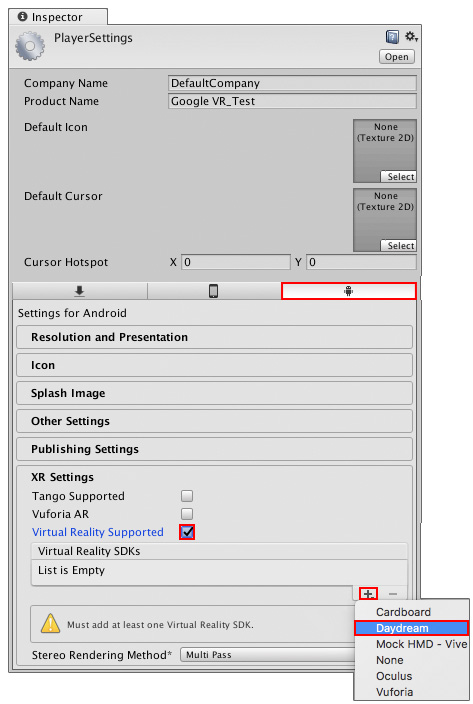 Inspector
PlayerSettings
Open
Company Name DefaultCompany
Product Name Google VR_Test
Default Icon
None
(Texture 2D)
Select
Default Cursor
None
(Texture 2D)
Select
Cursor Hotspot X 0 Y 0
Settings for Android
Resolution and Presentation
Icon
Splash Image
Other Settings
Publishing Settings
XR Settings
Tango Supported
Vuforia AR
Virtual Reality Supported
Virtual Reality SDKs
List is Empty
Must add at least one Virtual Reality SDK.
Stereo Rendering Method* Multi Pass
Cardboard
Daydream
Mock HMD - Vive
None
Oculus
Vuforia